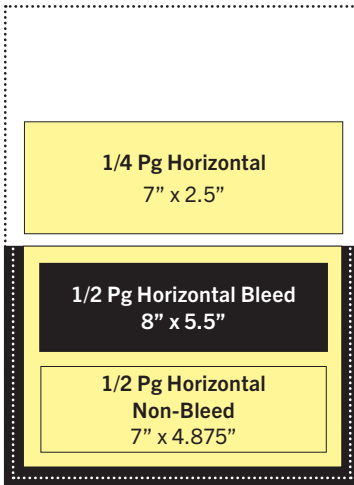 1/4 Pg Horizontal
7” x 2.5”
1/2 Pg Horizontal Bleed
8” x 5.5”
1/2 Pg Horizontal
Non-Bleed
7” x 4.875”